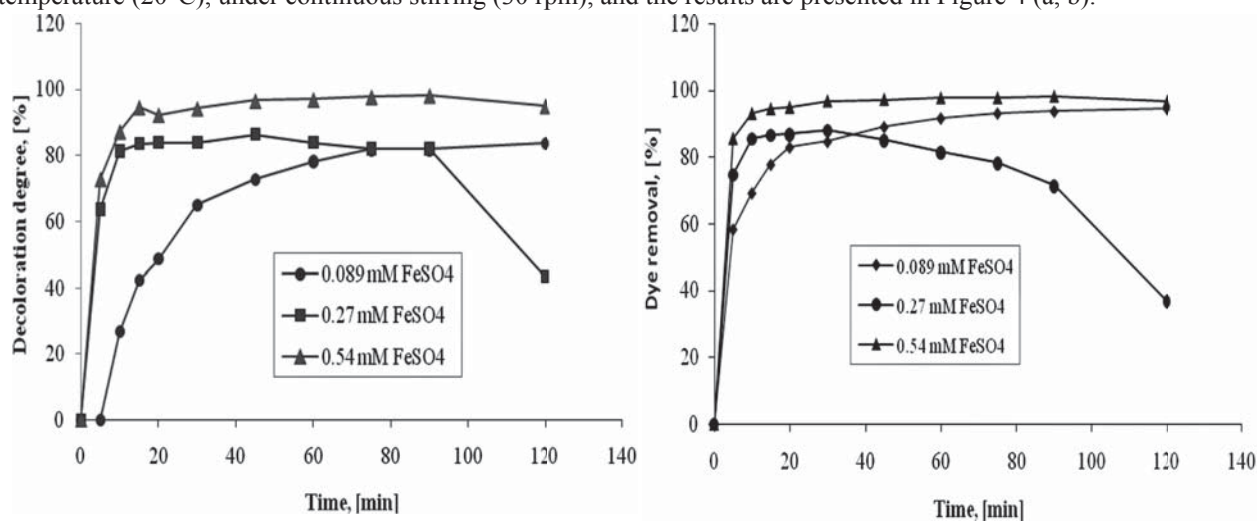 temperature (20°C), under continuous stirring (50 rpm), and the results are presented in Figure 4 (a, b).
120
100
80
60
40
20
0
Decoloration degree, [%]
0.089 mM FeSO4
0.27 mM FeSO4
0.54 mM FeSO4
0 20 40 60 80 100 120 140
Time, [min]
120
100
80
60
40
20
0
Dye removal, [%]
0.089 mM FeSO4
0.27 mM FeSO4
0.54 mM FeSO4
0 20 40 60 80 100 120 140
Time, [min]